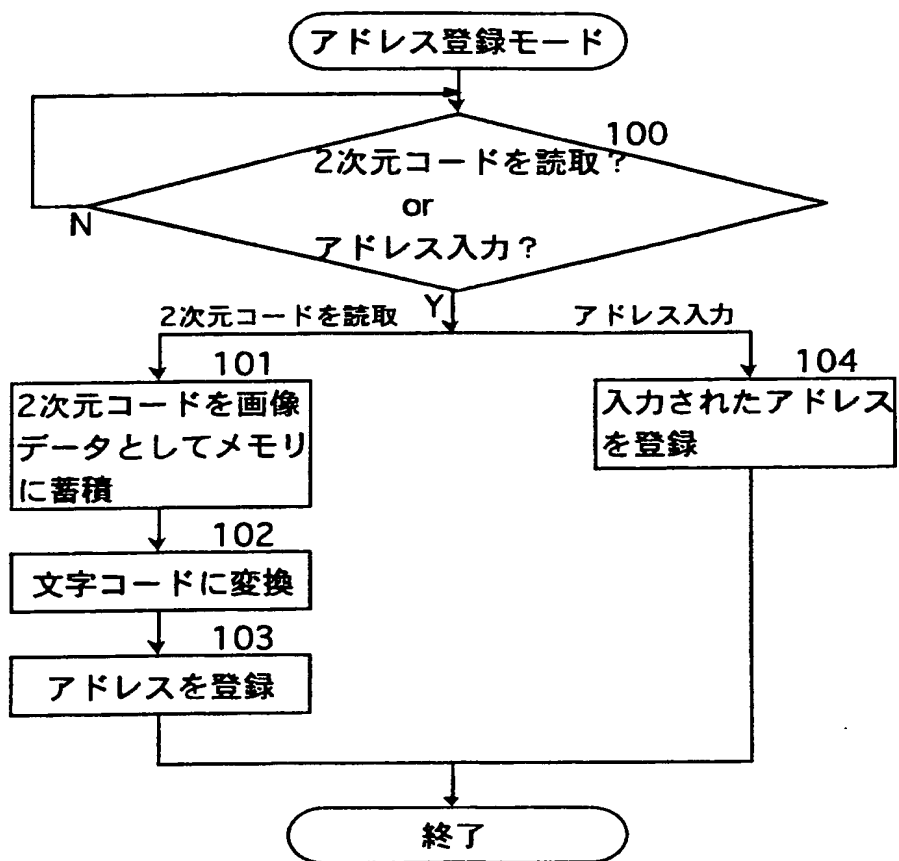 アドレス登録モード
100
2次元コードを読取?
or
アドレス入力?
N
Y
2次元コードを読取
アドレス入力
101
2次元コードを画像
データとしてメモリ
に蓄積
104
入力されたアドレス
を登録
102
文字コードに変換
103
アドレスを登録
終了